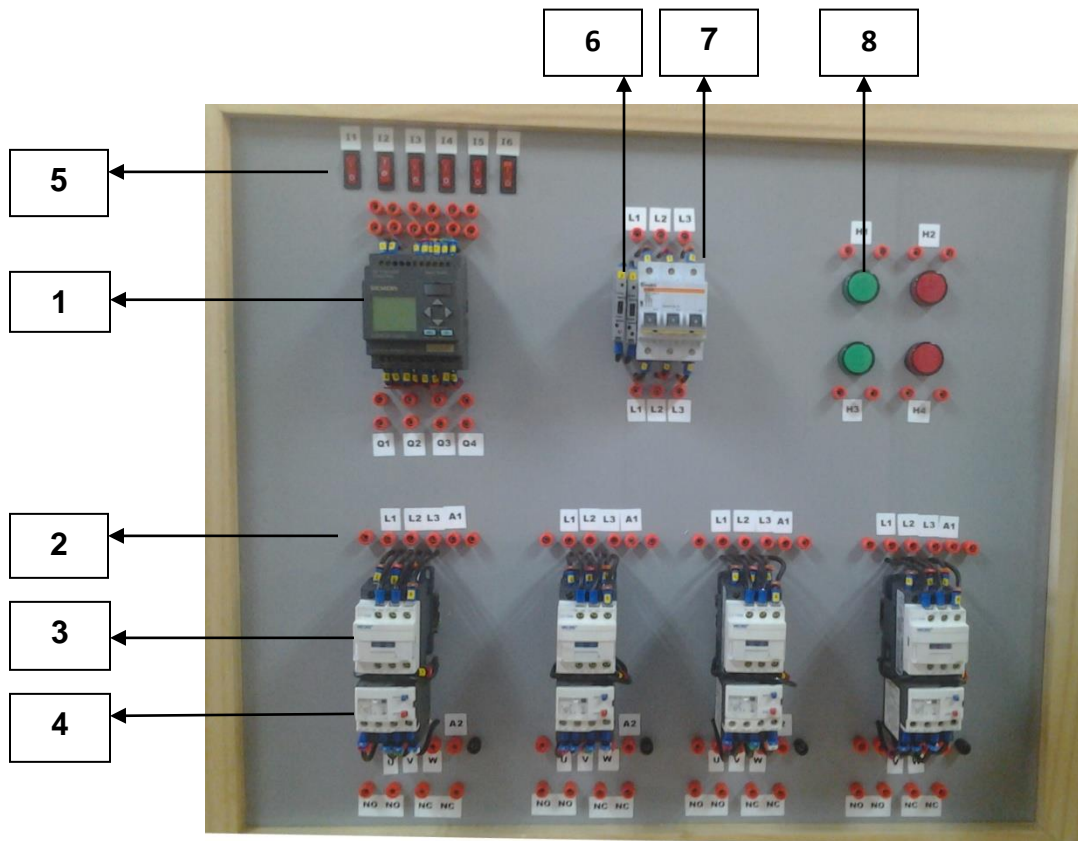 6 7 8
5
1
2
3
4
I1 I2 I3 I4 I5 I6
L1 L2 L3
H1 H2
SIEMENS
L1 L2 L3
H3 H4
Q1 Q2 Q3 Q4
L1 L2 L3 A1
L1 L2 L3 A1
L1 L2 L3 A1
L1 L2 L3 A1
A2
A2
U V W
U V W
U V W
V W
NO NO NC NC
NO NO NC NC
NO NO NC NC
NO NO NC NC